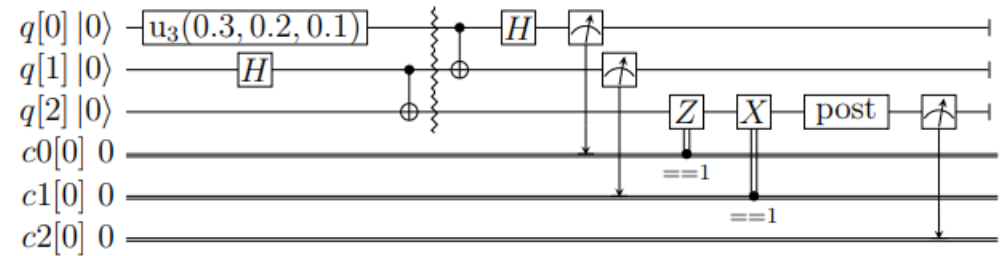 q[0] |0⟩ u₃(0.3, 0.2, 0.1) H
q[1] |0⟩ H
q[2] |0⟩ Z X post
c0[0] 0
==1
c1[0] 0
==1
c2[0] 0